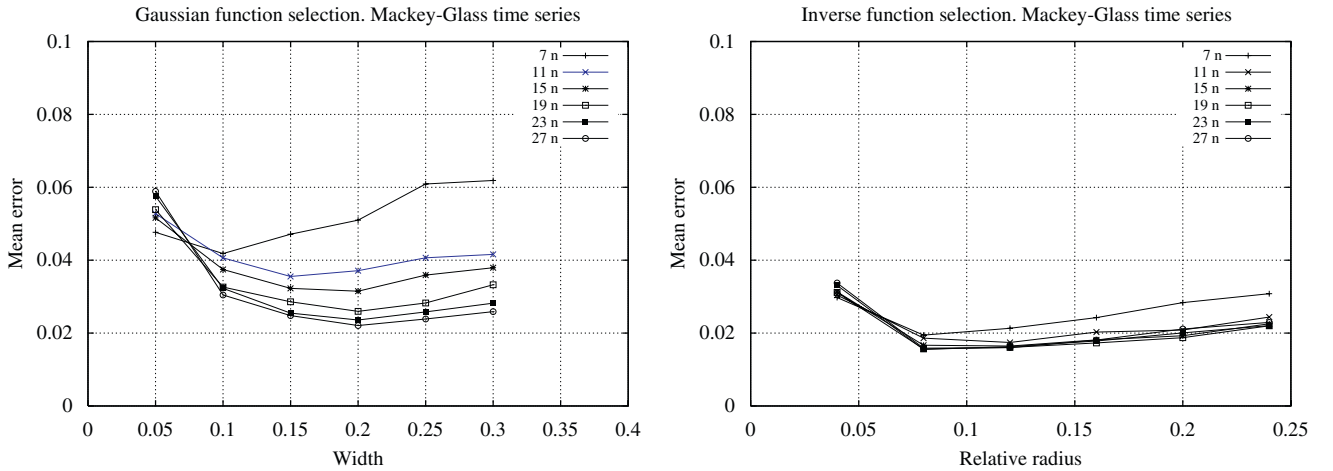 Gaussian function selection. Mackey-Glass time series
0.1
0.08
0.06
0.04
0.02
0
Mean error
7 n
11 n
15 n
19 n
23 n
27 n
0 0.05 0.1 0.15 0.2 0.25 0.3 0.35 0.4
Width
Inverse function selection. Mackey-Glass time series
0.1
0.08
0.06
0.04
0.02
0
Mean error
7 n
11 n
15 n
19 n
23 n
27 n
0 0.05 0.1 0.15 0.2 0.25
Relative radius